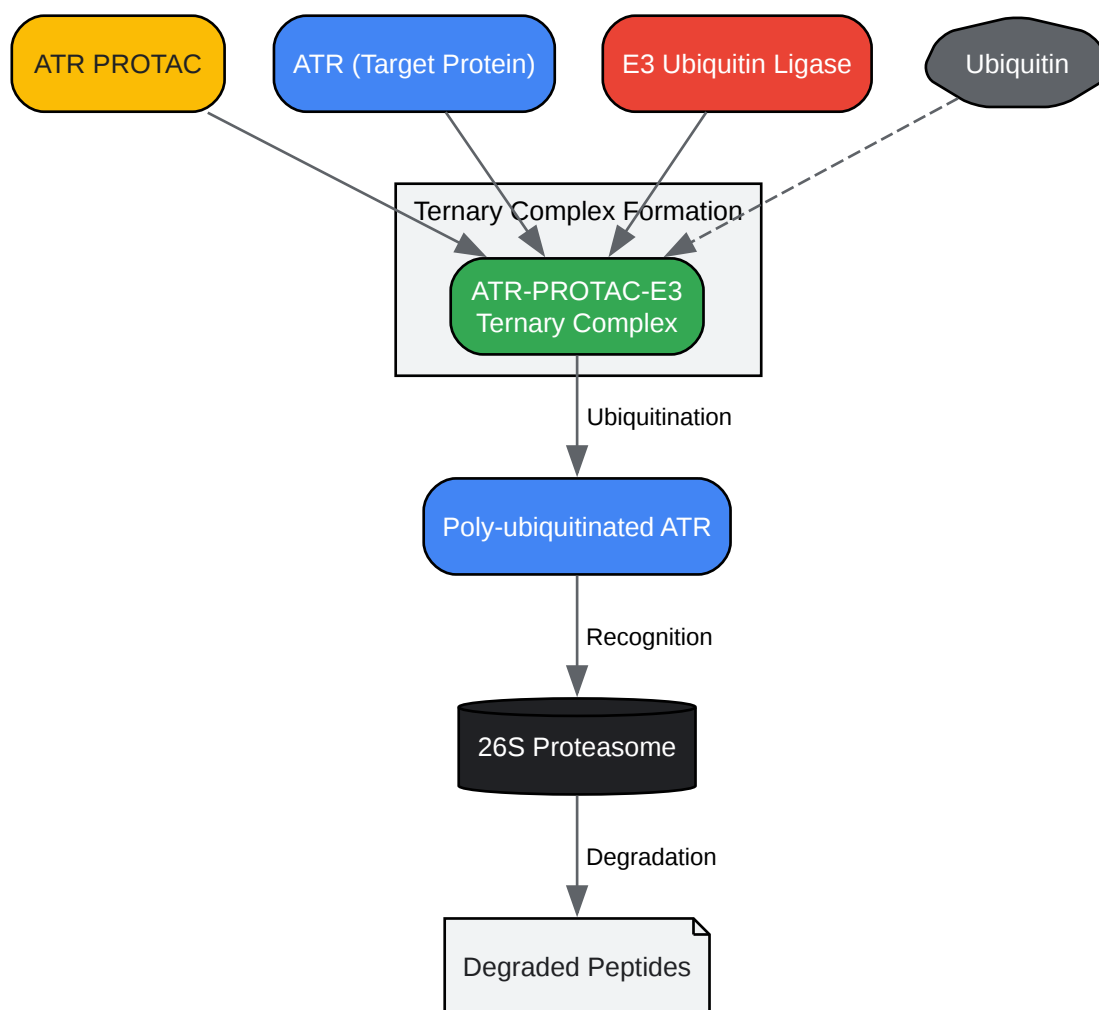 ATR PROTAC
ATR (Target Protein)
E3 Ubiquitin Ligase
Ubiquitin
Ternary Complex Formation
ATR-PROTAC-E3
Ternary Complex
Ubiquitination
Poly-ubiquitinated ATR
Recognition
26S Proteasome
Degradation
Degraded Peptides